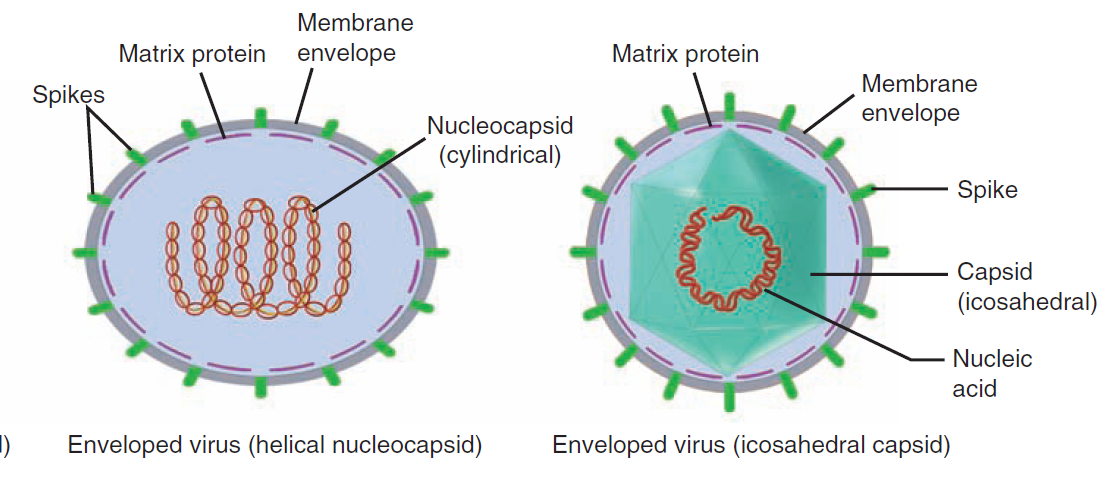 Membrane
envelope
Matrix protein
Spikes
Nucleocapsid
(cylindrical)
Matrix protein
Membrane
envelope
Spike
Capsid
(icosahedral)
Nucleic
acid
)
Enveloped virus (helical nucleocapsid)
Enveloped virus (icosahedral capsid)